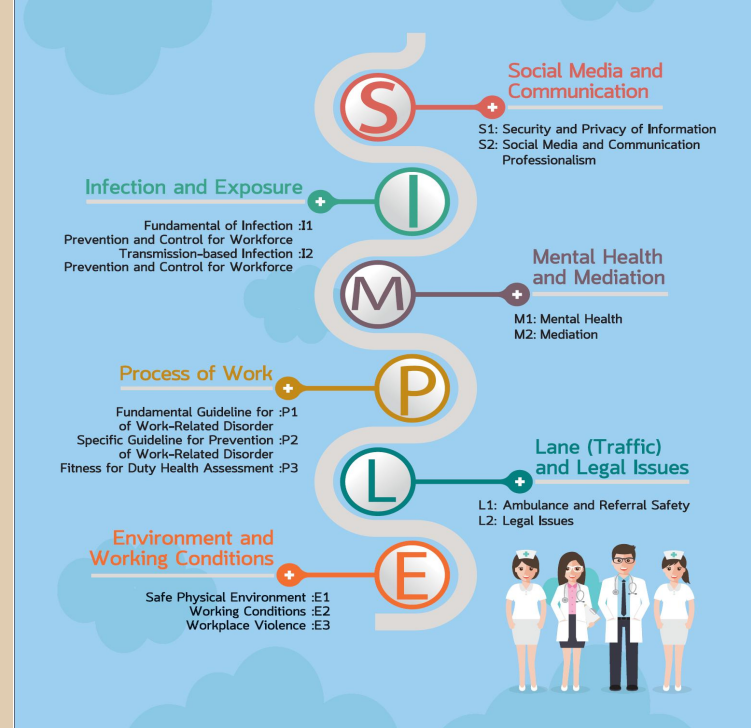 S
Social Media and
Communication
S1: Security and Privacy of Information
S2: Social Media and Communication
Professionalism
I
Infection and Exposure
Fundamental of Infection :I1
Prevention and Control for Workforce
Transmission-based Infection :I2
Prevention and Control for Workforce
M
Mental Health
and Mediation
M1: Mental Health
M2: Mediation
P
Process of Work
Fundamental Guideline for :P1
of Work-Related Disorder
Specific Guideline for Prevention :P2
of Work-Related Disorder
Fitness for Duty Health Assessment :P3
L
Lane (Traffic)
and Legal Issues
L1: Ambulance and Referral Safety
L2: Legal Issues
E
Environment and
Working Conditions
Safe Physical Environment :E1
Working Conditions :E2
Workplace Violence :E3